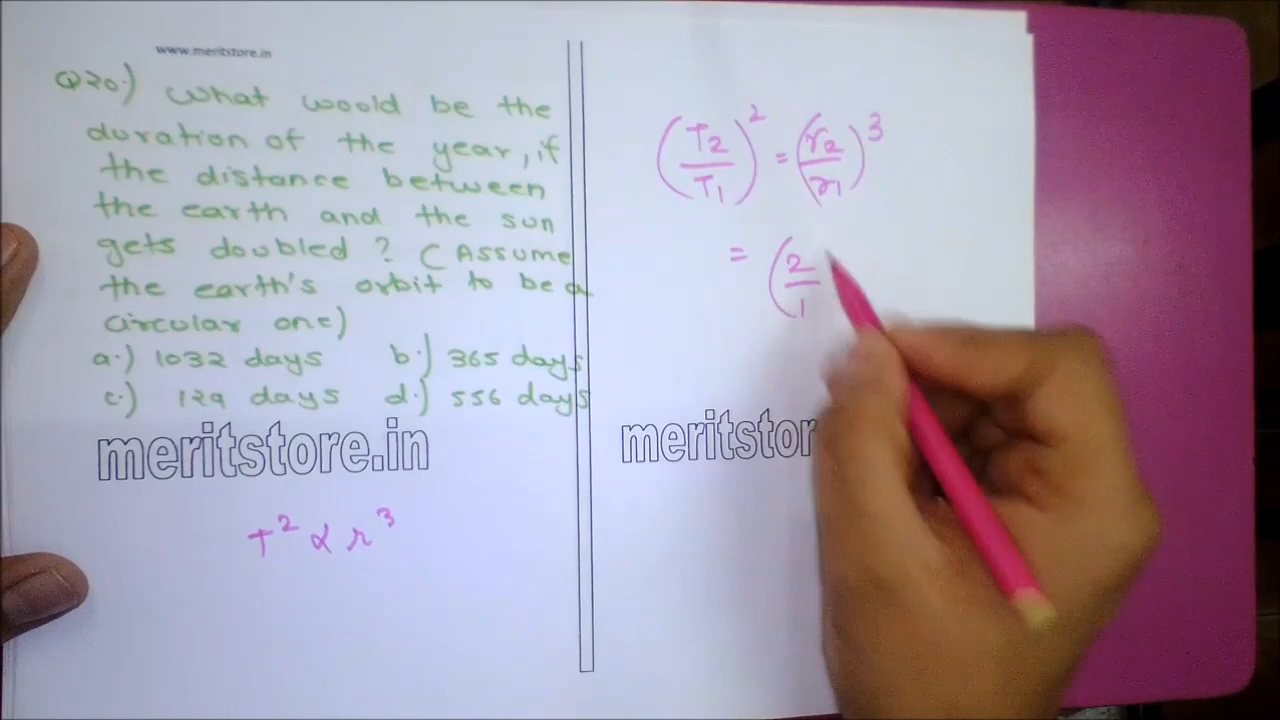 www.meritstore.in
Q20.) What would be the
duration of the year, if
the distance between
the earth and the sun
gets doubled ? (Assume
the earth's orbit to be a
circular one)
a.) 1032 days b.) 365 days
c.) 129 days d.) 556 days
meritstore.in
T² ∝ r³
(T₂/T₁)² = (r₂/r₁)³
= (2/1
meritstor